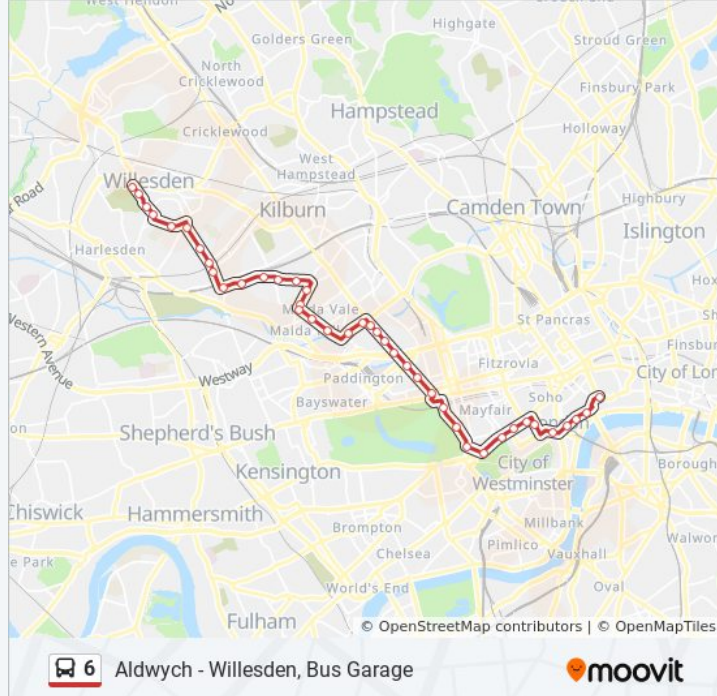 West Hendon
Golders Green
Highgate
Stroud Green
North
Cricklewood
Hampstead
Finsbury Park
Cricklewood
Holloway
West
Hampstead
Willesden
Kilburn
Camden Town
Highbury
Road
Islington
Harlesden
Maida Vale
Maida
St Pancras
Western Avenue
Westway
Fitzrovia
Finsbu
Paddington
City of Lon
Soho
Bayswater
Mayfair
Shepherd's Bush
City of
Westminster
Borough
Kensington
Chiswick
Hammersmith
Brompton
Millbank
Walwor
Pimlico
Vauxhall
e Park
Chelsea
World's End
Oval
Fulham
© OpenStreetMap contributors | © OpenMapTiles
6 Aldwych - Willesden, Bus Garage
moovit